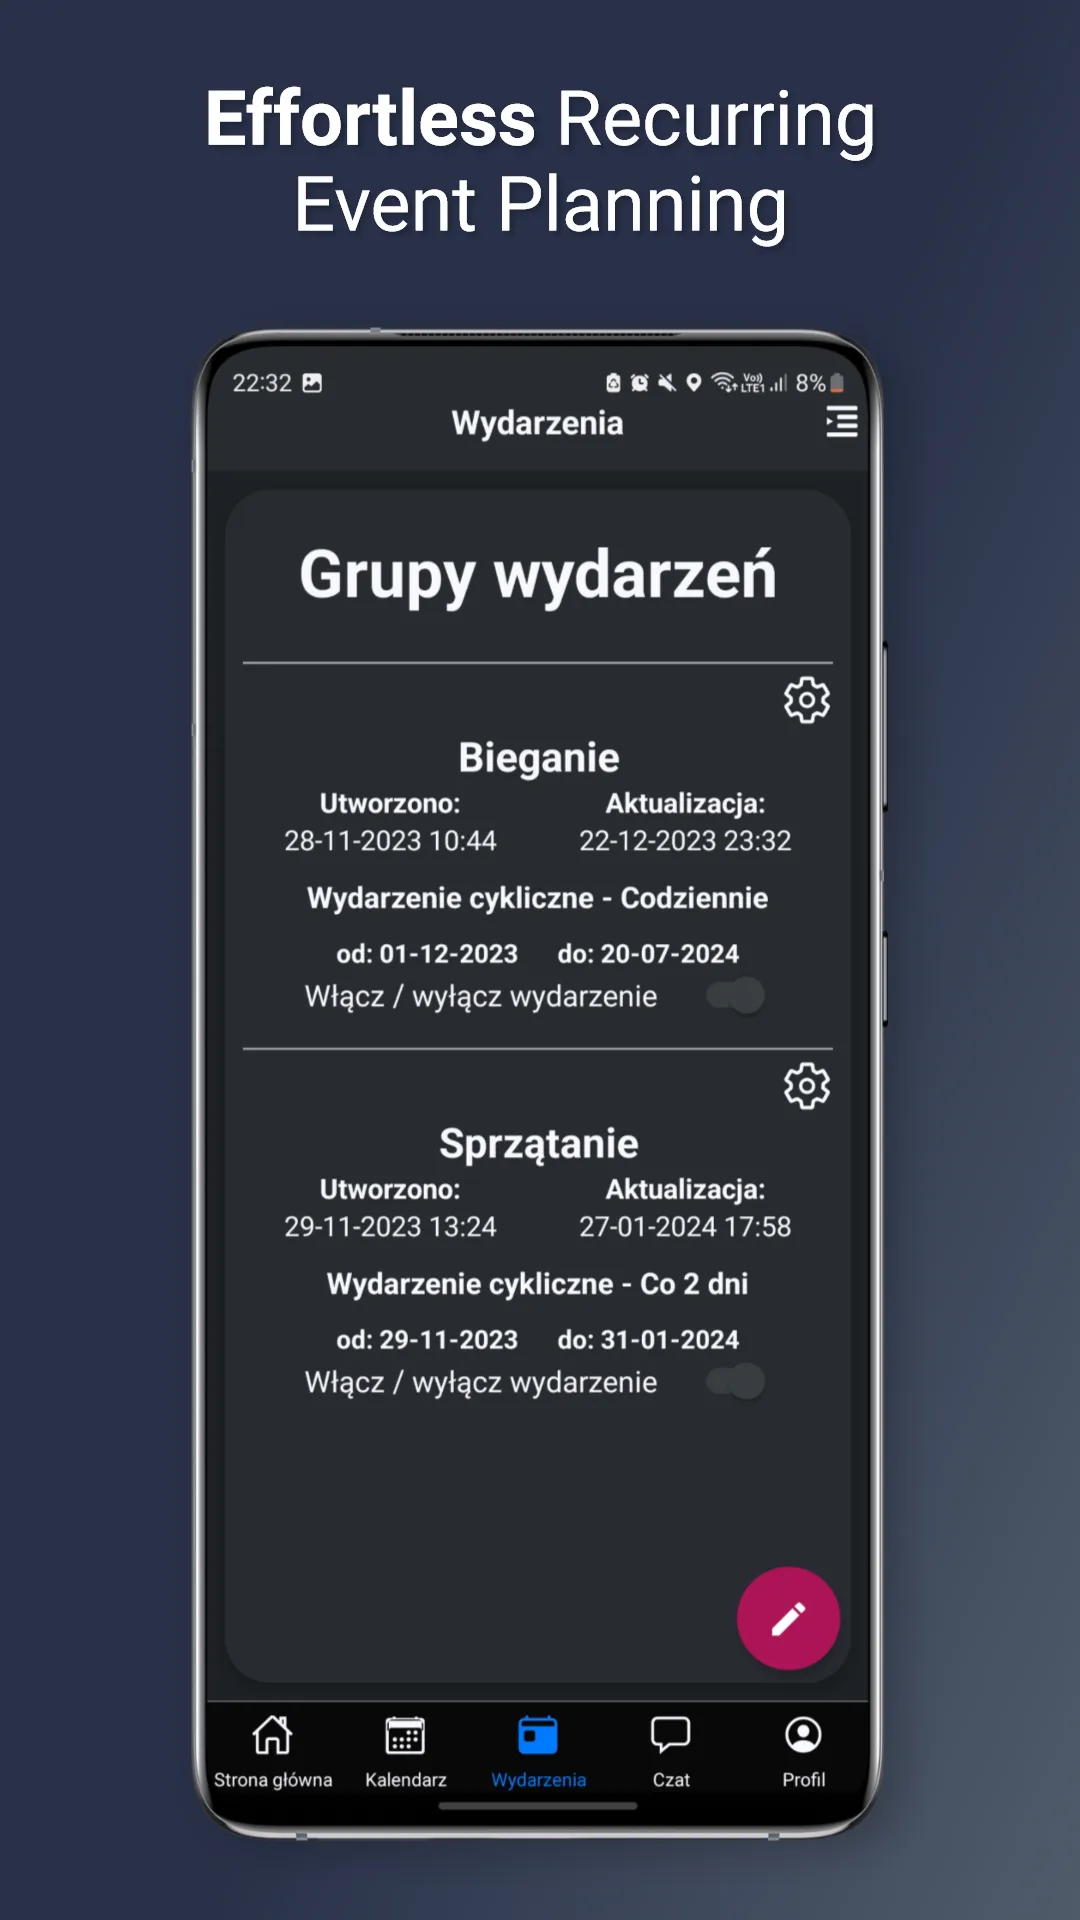 Effortless Recurring
Event Planning
22:32
Vo)) LTE1 8%
Wydarzenia
Grupy wydarzeń
Bieganie
Utworzono: Aktualizacja:
28-11-2023 10:44 22-12-2023 23:32
Wydarzenie cykliczne - Codziennie
od: 01-12-2023 do: 20-07-2024
Włącz / wyłącz wydarzenie
Sprzątanie
Utworzono: Aktualizacja:
29-11-2023 13:24 27-01-2024 17:58
Wydarzenie cykliczne - Co 2 dni
od: 29-11-2023 do: 31-01-2024
Włącz / wyłącz wydarzenie
Strona główna Kalendarz Wydarzenia Czat Profil